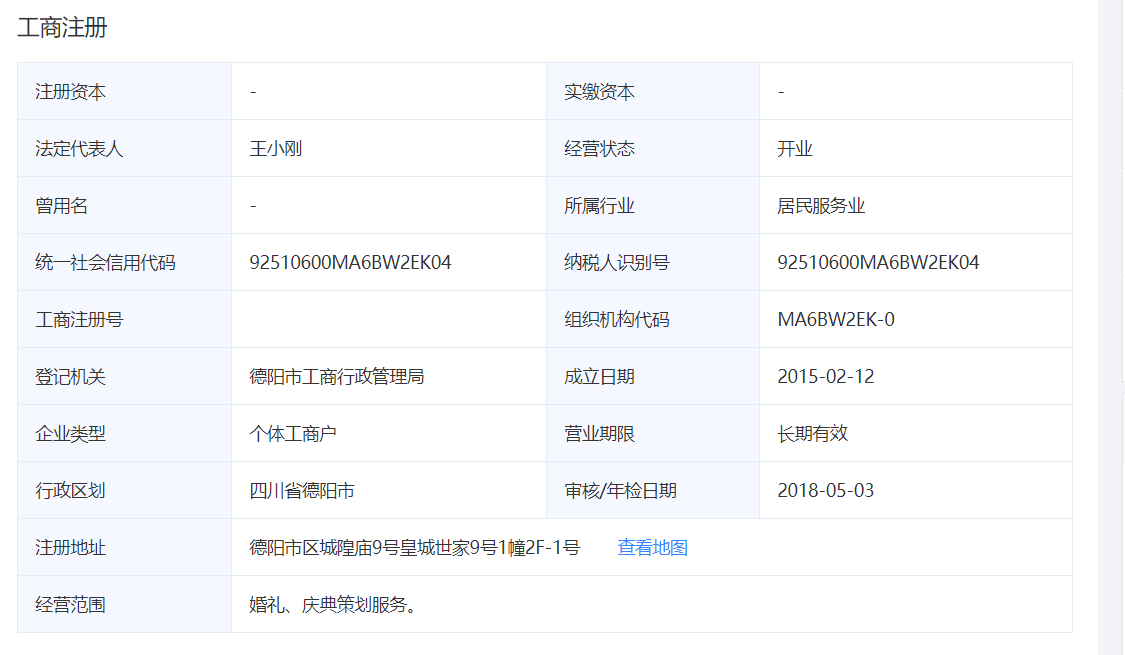 工商注册
注册资本 - 实缴资本 -
法定代表人 王小刚 经营状态 开业
曾用名 - 所属行业 居民服务业
统一社会信用代码 92510600MA6BW2EK04 纳税人识别号 92510600MA6BW2EK04
工商注册号 组织机构代码 MA6BW2EK-0
登记机关 德阳市工商行政管理局 成立日期 2015-02-12
企业类型 个体工商户 营业期限 长期有效
行政区划 四川省德阳市 审核/年检日期 2018-05-03
注册地址 德阳市区城隍庙9号皇城世家9号1幢2F-1号 查看地图
经营范围 婚礼、庆典策划服务。